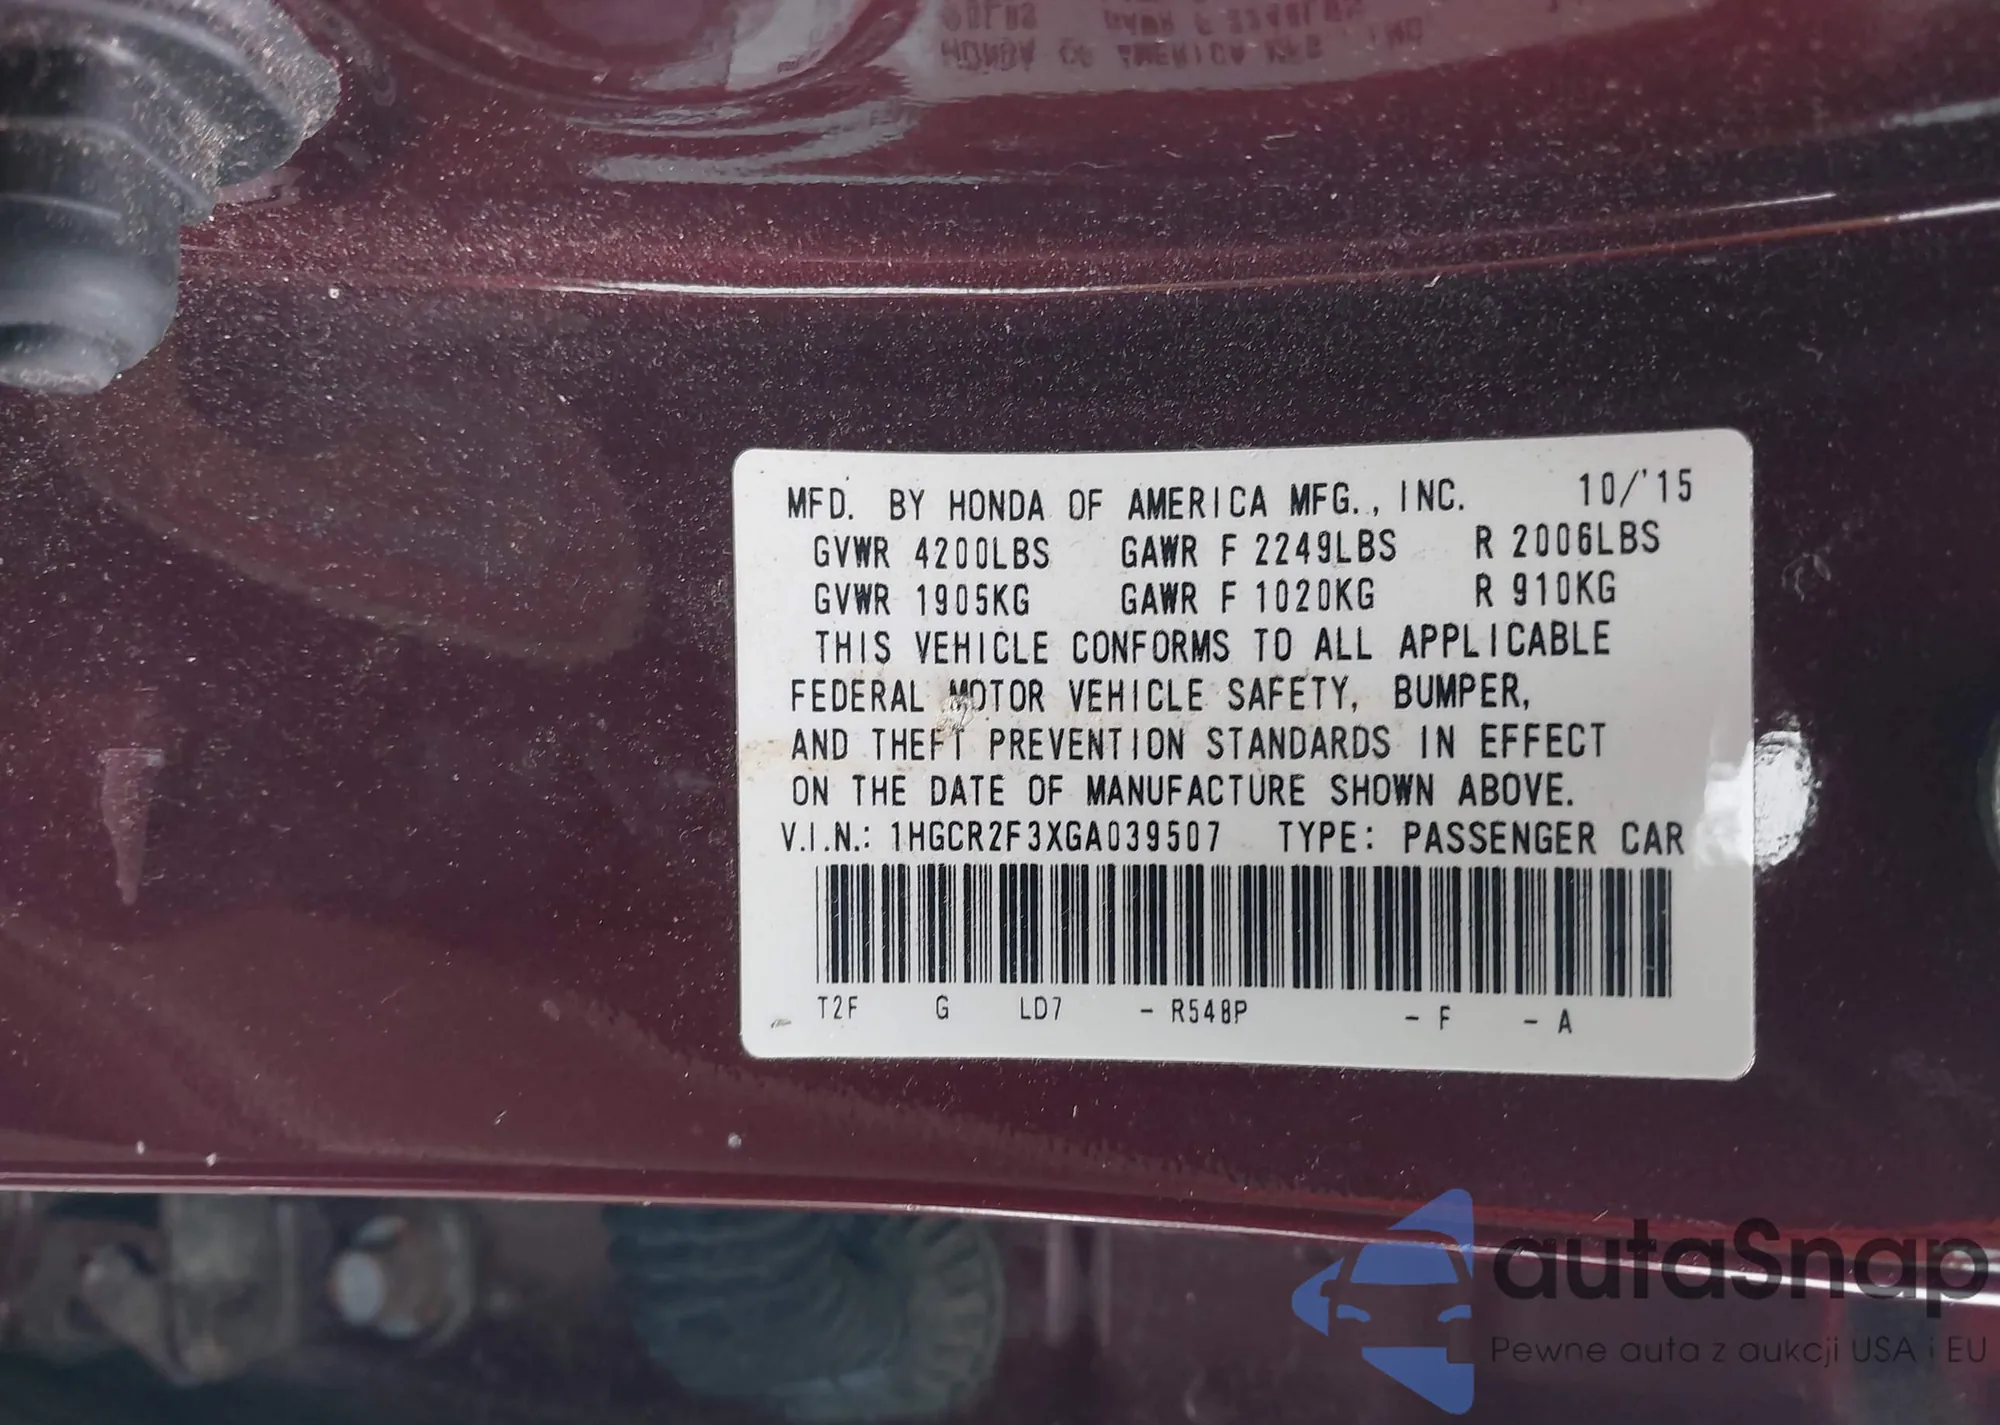 MFD. BY HONDA OF AMERICA MFG., INC. 10/'15
GVWR 4200LBS GAWR F 2249LBS R 2006LBS
GVWR 1905KG GAWR F 1020KG R 910KG
THIS VEHICLE CONFORMS TO ALL APPLICABLE
FEDERAL MOTOR VEHICLE SAFETY, BUMPER,
AND THEFT PREVENTION STANDARDS IN EFFECT
ON THE DATE OF MANUFACTURE SHOWN ABOVE.
V.I.N.: 1HGCR2F3XGA039507 TYPE: PASSENGER CAR
T2F G LD7 - R548P - F - A
autaSnap
Pewne auta z aukcji USA i EU